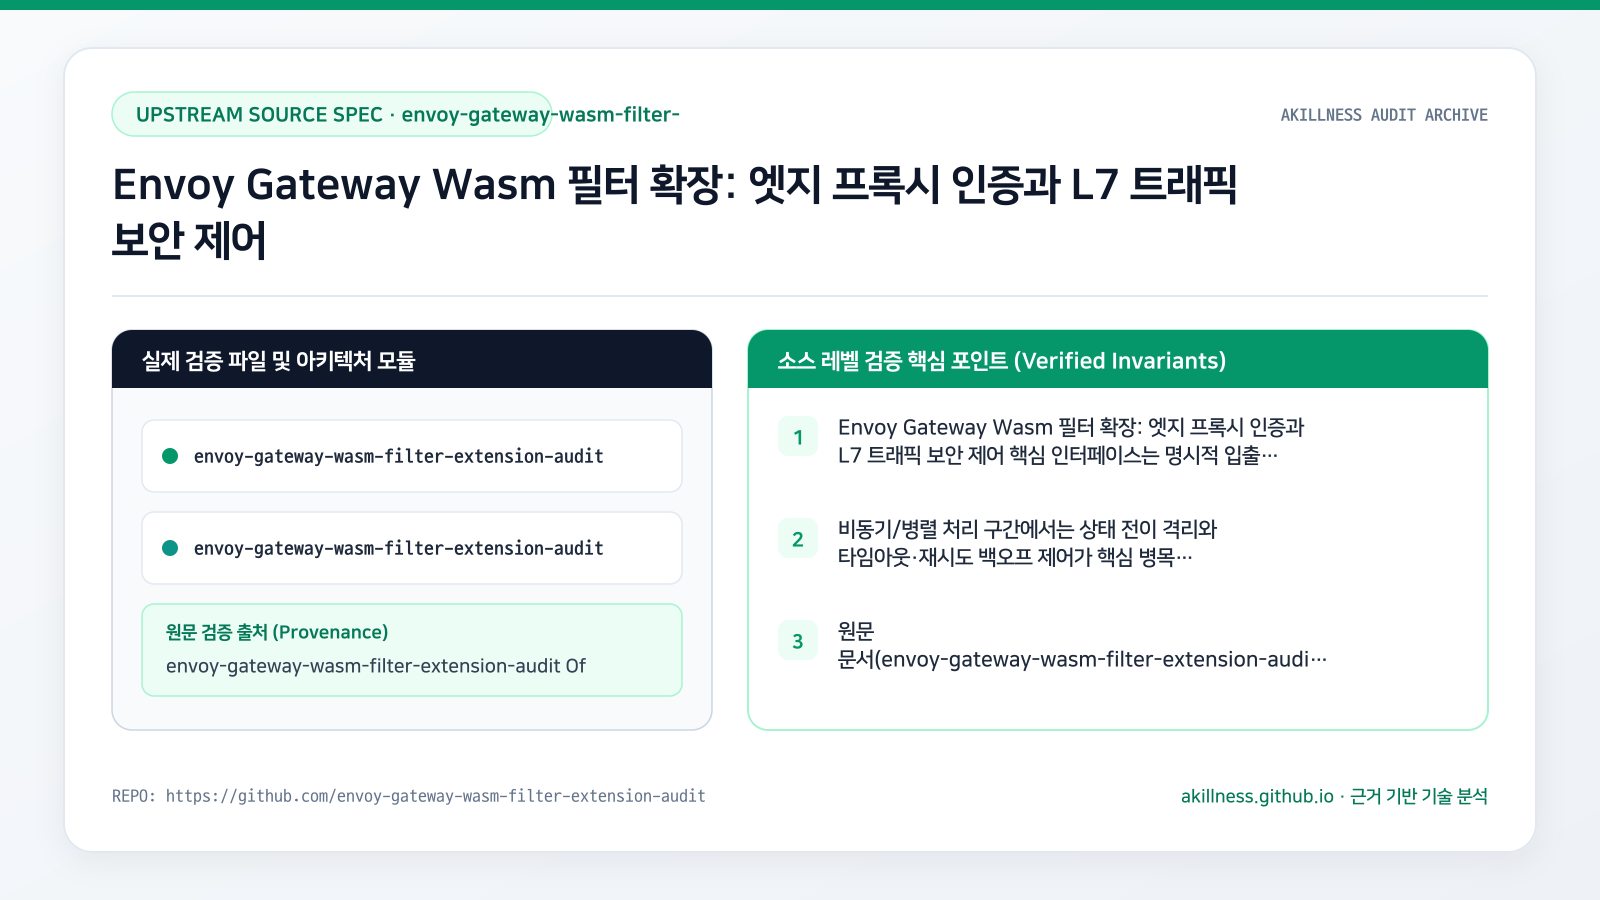 UPSTREAM SOURCE SPEC · envoy-gateway-wasm-filter-
AKILLNESS AUDIT ARCHIVE
Envoy Gateway Wasm 필터 확장: 엣지 프록시 인증과 L7 트래픽
보안 제어
실제 검증 파일 및 아키텍처 모듈
envoy-gateway-wasm-filter-extension-audit
envoy-gateway-wasm-filter-extension-audit
원문 검증 출처 (Provenance)
envoy-gateway-wasm-filter-extension-audit Of
소스 레벨 검증 핵심 포인트 (Verified Invariants)
1
Envoy Gateway Wasm 필터 확장: 엣지 프록시 인증과
L7 트래픽 보안 제어 핵심 인터페이스는 명시적 입출…
2
비동기/병렬 처리 구간에서는 상태 전이 격리와
타임아웃·재시도 백오프 제어가 핵심 병목…
3
원문
문서(envoy-gateway-wasm-filter-extension-audi…
REPO: https://github.com/envoy-gateway-wasm-filter-extension-audit
akillness.github.io · 근거 기반 기술 분석